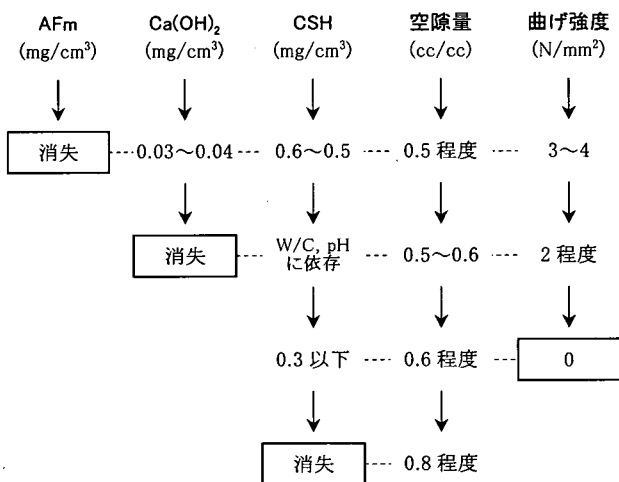 AFm Ca(OH)₂ CSH 空隙量 曲げ強度
(mg/cm³) (mg/cm³) (mg/cm³) (cc/cc) (N/mm²)
消失 0.03～0.04 0.6～0.5 0.5 程度 3～4
消失 W/C, pH に依存 0.5～0.6 2 程度
0.3 以下 0.6 程度 0
消失 0.8 程度